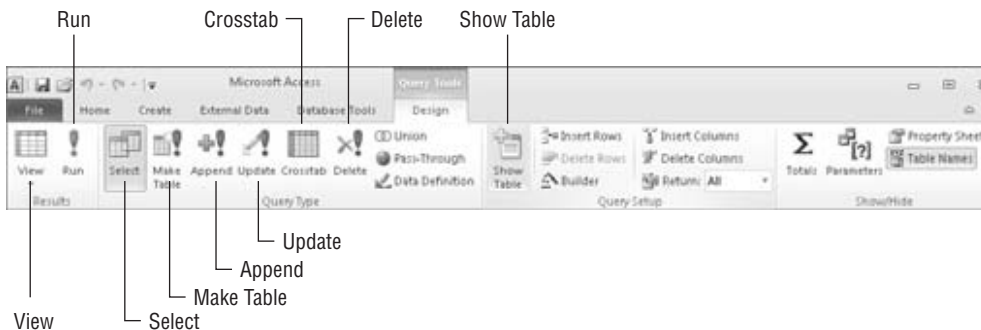 Run Crosstab Delete Show Table
Microsoft Access Query Tools
File Home Create External Data Database Tools Design
Union Insert Rows Insert Columns Property Sheet
Pass-Through Delete Rows Delete Columns Table Names
View Run Select Make Table Append Update Crosstab Delete Data Definition Show Table Builder Return: All Totals Parameters
Results Query Type Query Setup Show/Hide
Update
Append
Make Table
View Select